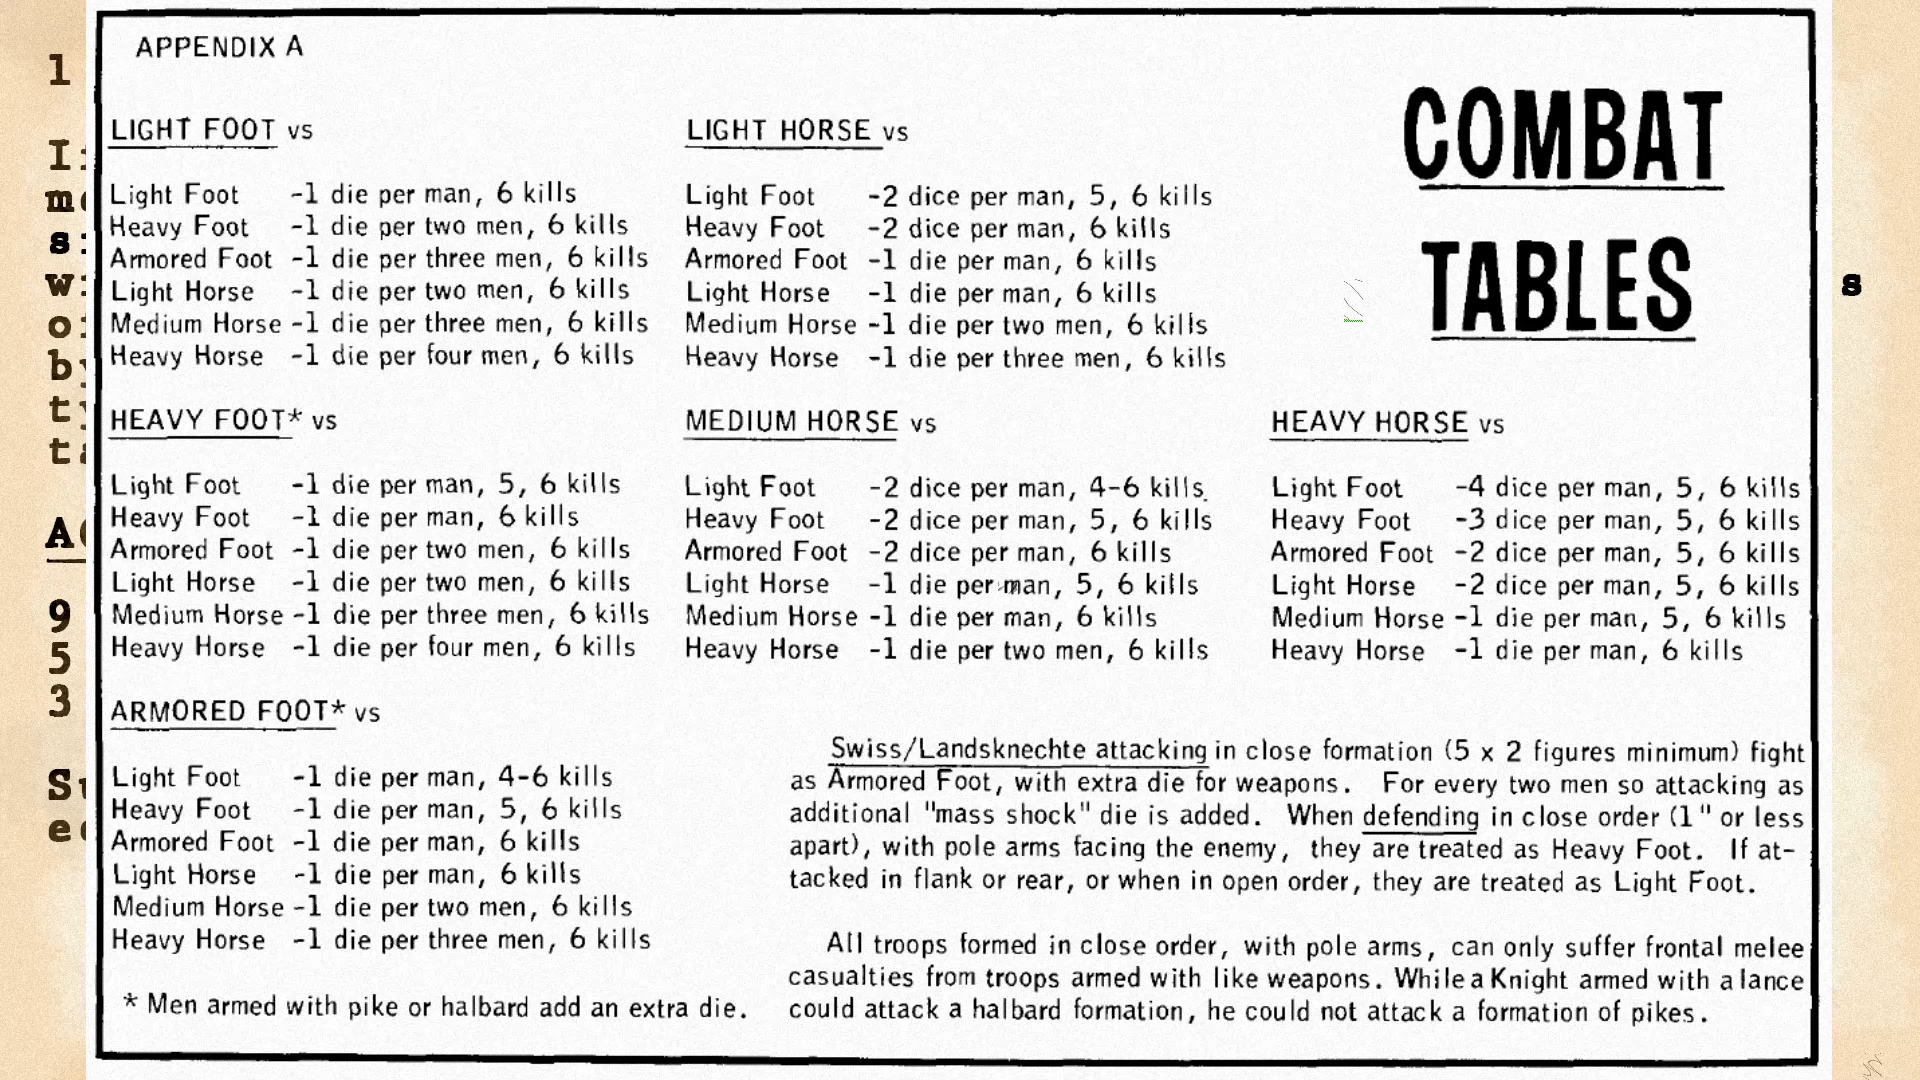 APPENDIX A
COMBAT
TABLES
LIGHT FOOT vs
Light Foot -1 die per man, 6 kills
Heavy Foot -1 die per two men, 6 kills
Armored Foot -1 die per three men, 6 kills
Light Horse -1 die per two men, 6 kills
Medium Horse -1 die per three men, 6 kills
Heavy Horse -1 die per four men, 6 kills
HEAVY FOOT* vs
Light Foot -1 die per man, 5, 6 kills
Heavy Foot -1 die per man, 6 kills
Armored Foot -1 die per two men, 6 kills
Light Horse -1 die per two men, 6 kills
Medium Horse -1 die per three men, 6 kills
Heavy Horse -1 die per four men, 6 kills
ARMORED FOOT* vs
Light Foot -1 die per man, 4-6 kills
Heavy Foot -1 die per man, 5, 6 kills
Armored Foot -1 die per man, 6 kills
Light Horse -1 die per man, 6 kills
Medium Horse -1 die per two men, 6 kills
Heavy Horse -1 die per three men, 6 kills
* Men armed with pike or halbard add an extra die.
LIGHT HORSE vs
Light Foot -2 dice per man, 5, 6 kills
Heavy Foot -2 dice per man, 6 kills
Armored Foot -1 die per man, 6 kills
Light Horse -1 die per man, 6 kills
Medium Horse -1 die per two men, 6 kills
Heavy Horse -1 die per three men, 6 kills
MEDIUM HORSE vs
Light Foot -2 dice per man, 4-6 kills.
Heavy Foot -2 dice per man, 5, 6 kills
Armored Foot -2 dice per man, 6 kills
Light Horse -1 die per man, 5, 6 kills
Medium Horse -1 die per man, 6 kills
Heavy Horse -1 die per two men, 6 kills
HEAVY HORSE vs
Light Foot -4 dice per man, 5, 6 kills
Heavy Foot -3 dice per man, 5, 6 kills
Armored Foot -2 dice per man, 5, 6 kills
Light Horse -2 dice per man, 5, 6 kills
Medium Horse -1 die per man, 5, 6 kills
Heavy Horse -1 die per man, 6 kills
Swiss/Landsknechte attacking in close formation (5 x 2 figures minimum) fight
as Armored Foot, with extra die for weapons. For every two men so attacking as
additional "mass shock" die is added. When defending in close order (1" or less
apart), with pole arms facing the enemy, they are treated as Heavy Foot. If at-
tacked in flank or rear, or when in open order, they are treated as Light Foot.
All troops formed in close order, with pole arms, can only suffer frontal melee
casualties from troops armed with like weapons. While a Knight armed with a lance
could attack a halbard formation, he could not attack a formation of pikes.
1
9
5
3
s